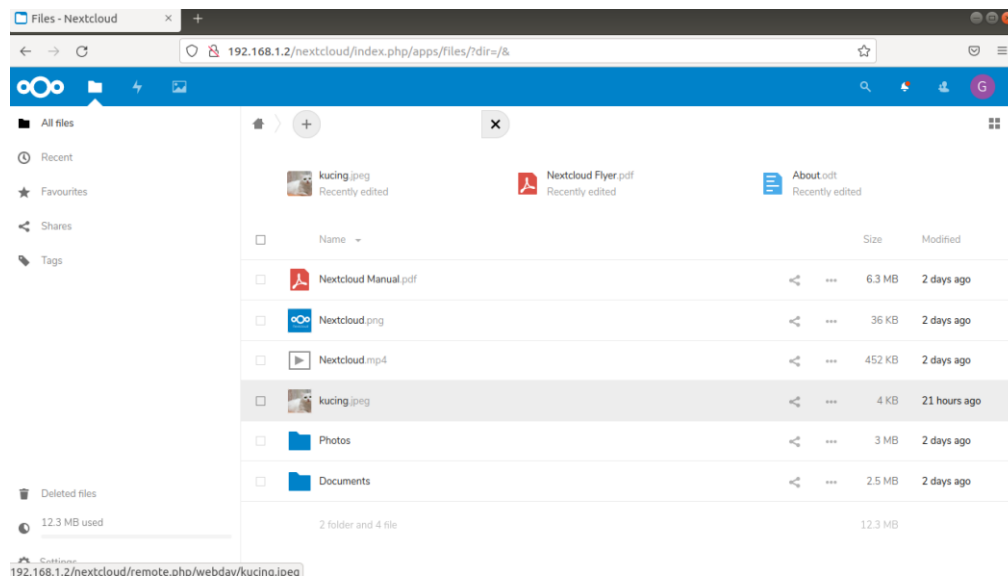 Files - Nextcloud
192.168.1.2/nextcloud/index.php/apps/files/?dir=/&
G
All files
Recent
Favourites
Shares
Tags
kucing.jpeg
Recently edited
Nextcloud Flyer.pdf
Recently edited
About.odt
Recently edited
Name
Size
Modified
Nextcloud Manual.pdf
6.3 MB
2 days ago
Nextcloud.png
36 KB
2 days ago
Nextcloud.mp4
452 KB
2 days ago
kucing.jpeg
4 KB
21 hours ago
Photos
3 MB
2 days ago
Documents
2.5 MB
2 days ago
2 folder and 4 file
12.3 MB
Deleted files
12.3 MB used
Settings
192.168.1.2/nextcloud/remote.php/webdav/kucing.jpeg